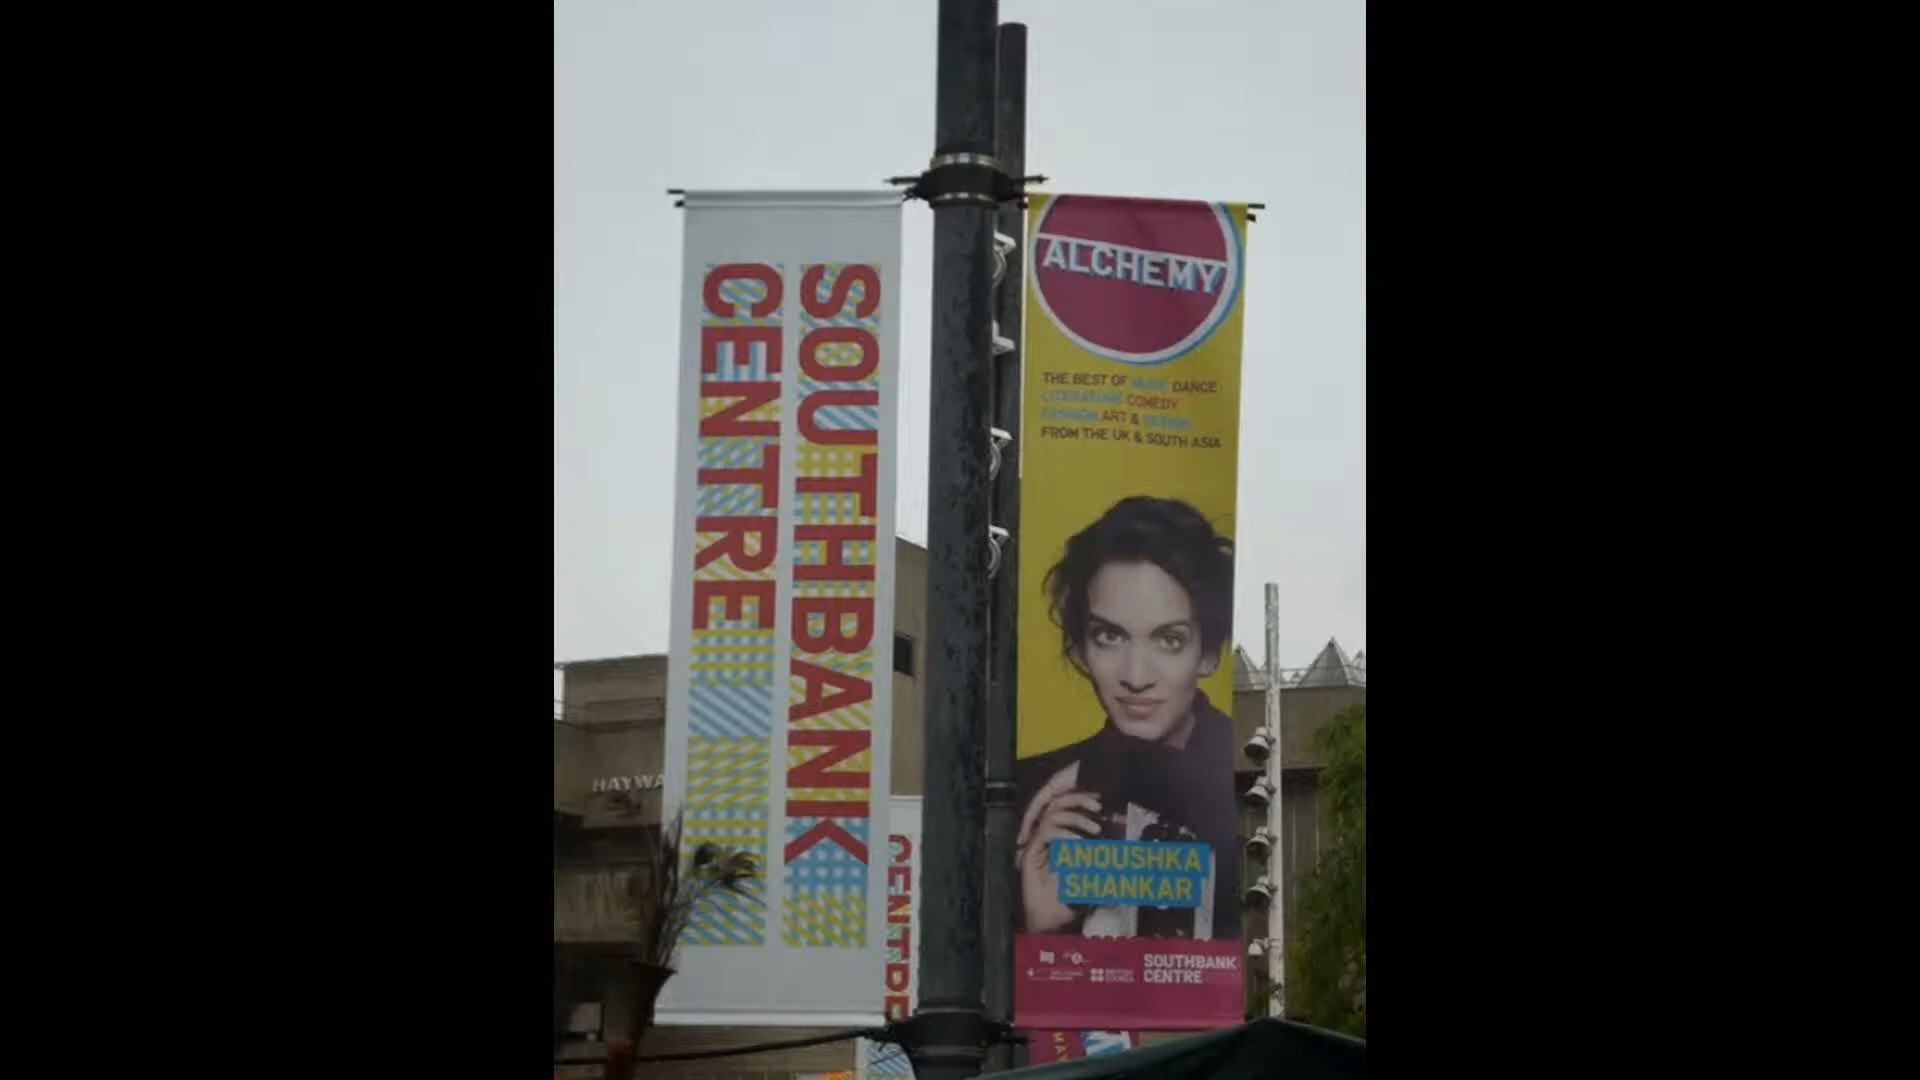 SOUTHBANK
CENTRE
ALCHEMY
THE BEST OF MUSIC DANCE
LITERATURE COMEDY
FASHION ART & DESIGN
FROM THE UK & SOUTH ASIA
ANOUSHKA
SHANKAR
BRITISH
COUNCIL
SOUTHBANK
CENTRE
HAYWA
CENTRE